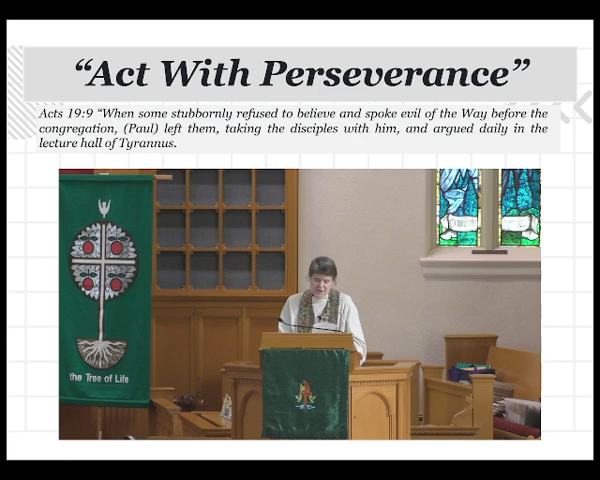 “Act With Perseverance”
Acts 19:9 “When some stubbornly refused to believe and spoke evil of the Way before the
congregation, (Paul) left them, taking the disciples with him, and argued daily in the
lecture hall of Tyrannus.
the Tree of Life